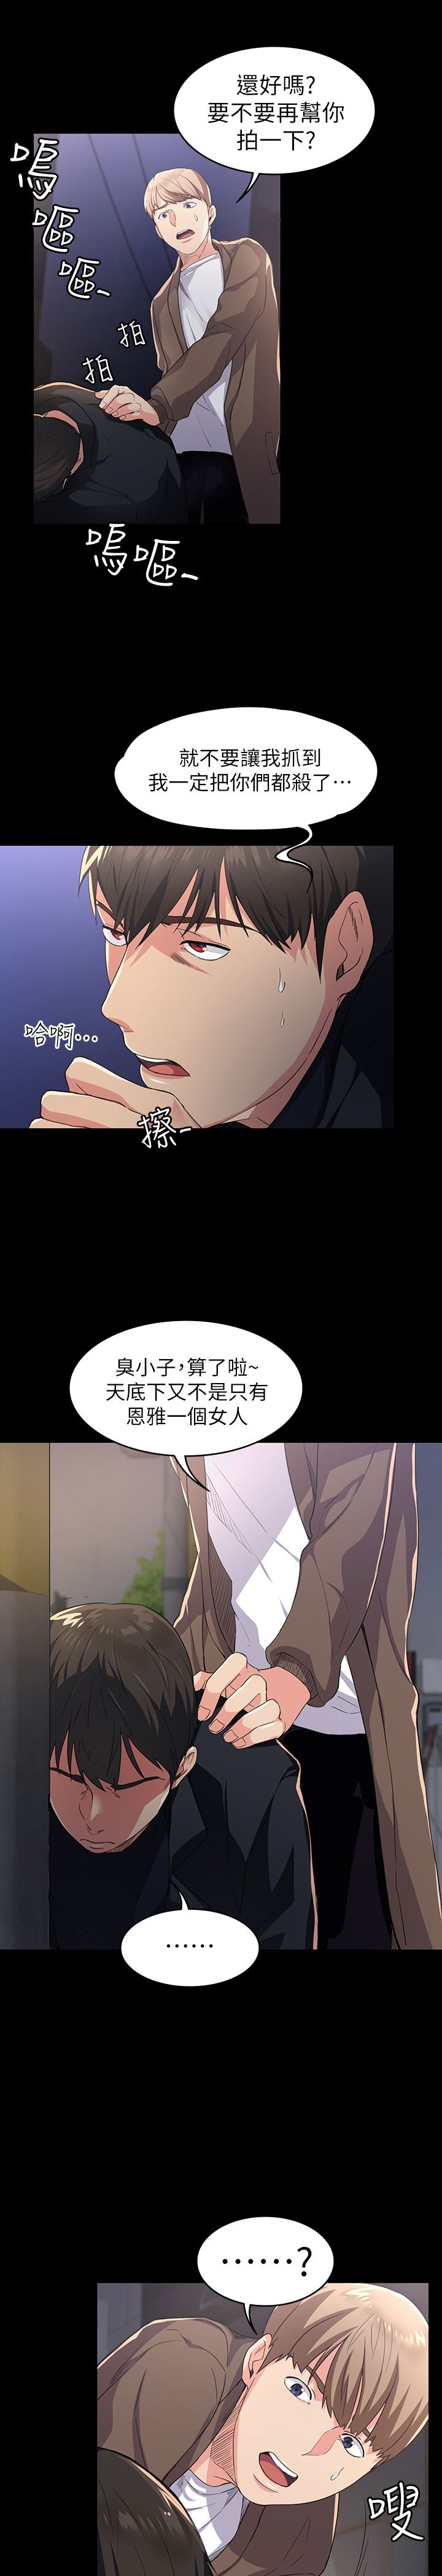 還好嗎?
要不要再幫你
拍一下?
嗚
嘔
嘔-
拍
拍
嗚嘔-
就不要讓我抓到
我一定把你們都殺了…
哈啊…
擦-
臭小子,算了啦~
天底下又不是只有
恩雅一個女人
……
……?
嗖